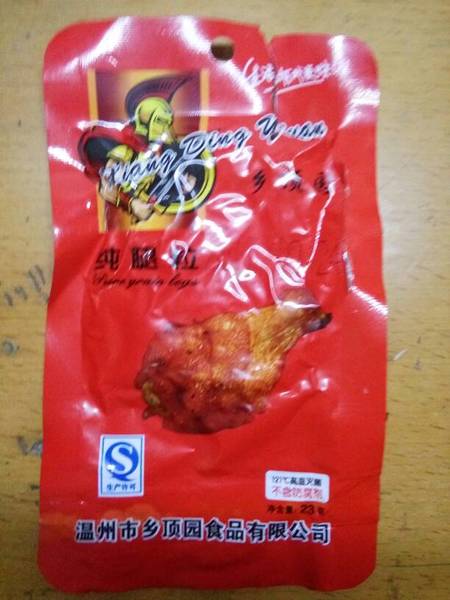 Xiang Ding Yuan
乡顶园
纯腿粒
Pure grain legs
S
生产许可
121℃高温灭菌
不含防腐剂
净含量：23克
温州市乡顶园食品有限公司